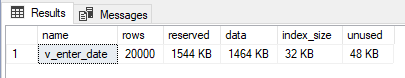 Results Messages
name rows reserved data index_size unused
1 v_enter_date 20000 1544 KB 1464 KB 32 KB 48 KB